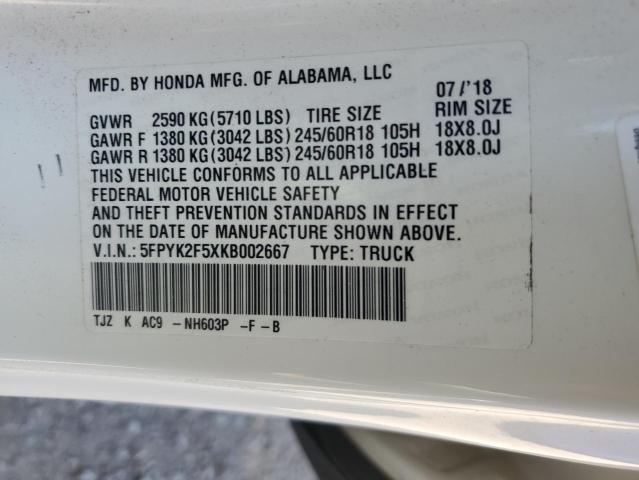 MFD. BY HONDA MFG. OF ALABAMA, LLC 07 /'18
GVWR 2590 KG(5710 LBS) TIRE SIZE RIM SIZE
GAWR F 1380 KG(3042 LBS)245/60R18 105H 18X8.0J
GAWR R 1380 KG(3042 LBS)245/60R18 105H 18X8.0J
THIS VEHICLE CONFORMS TO ALL APPLICABLE
FEDERAL MOTOR VEHICLE SAFETY
AND THEFT PREVENTION STANDARDS IN EFFECT
ON THE DATE OF MANUFACTURE SHOWN ABOVE.
V.I.N.: 5FPYK2F5XKB002667 TYPE: TRUCK
TJZ K AC9 -NH603P -F -B